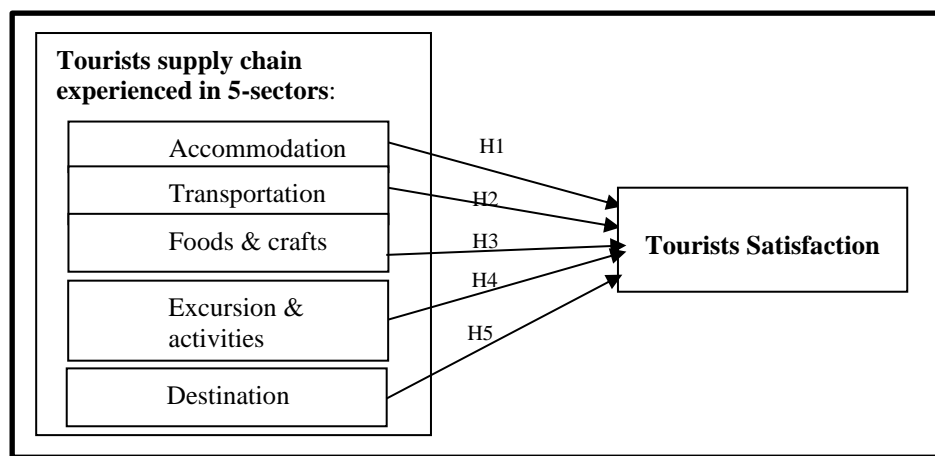 Tourists supply chain
experienced in 5-sectors:
Accommodation
Transportation
Foods & crafts
Excursion &
activities
Destination
H1
H2
H3
H4
H5
Tourists Satisfaction